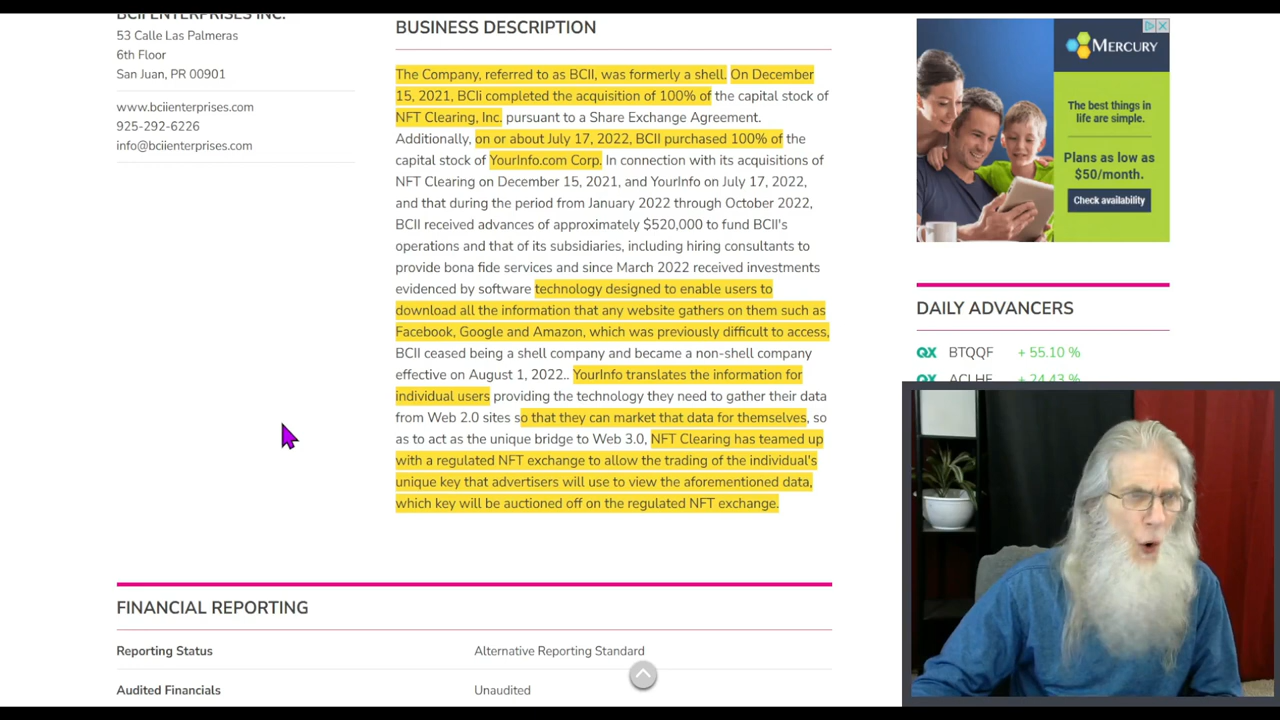 BCII ENTERPRISES INC.
53 Calle Las Palmeras
6th Floor
San Juan, PR 00901
www.bciienterprises.com
925-292-6226
info@bciienterprises.com
BUSINESS DESCRIPTION
The Company, referred to as BCII, was formerly a shell. On December
15, 2021, BCIi completed the acquisition of 100% of the capital stock of
NFT Clearing, Inc. pursuant to a Share Exchange Agreement.
Additionally, on or about July 17, 2022, BCII purchased 100% of the
capital stock of YourInfo.com Corp. In connection with its acquisitions of
NFT Clearing on December 15, 2021, and YourInfo on July 17, 2022,
and that during the period from January 2022 through October 2022,
BCII received advances of approximately $520,000 to fund BCII's
operations and that of its subsidiaries, including hiring consultants to
provide bona fide services and since March 2022 received investments
evidenced by software technology designed to enable users to
download all the information that any website gathers on them such as
Facebook, Google and Amazon, which was previously difficult to access,
BCII ceased being a shell company and became a non-shell company
effective on August 1, 2022.. YourInfo translates the information for
individual users providing the technology they need to gather their data
from Web 2.0 sites so that they can market that data for themselves, so
as to act as the unique bridge to Web 3.0, NFT Clearing has teamed up
with a regulated NFT exchange to allow the trading of the individual's
unique key that advertisers will use to view the aforementioned data,
which key will be auctioned off on the regulated NFT exchange.
FINANCIAL REPORTING
Reporting Status Alternative Reporting Standard
Audited Financials Unaudited
MERCURY
The best things in
life are simple.
Plans as low as
$50/month.
Check availability
DAILY ADVANCERS
QX BTQQF + 55.10 %
QX ACLHF + 24.43 %